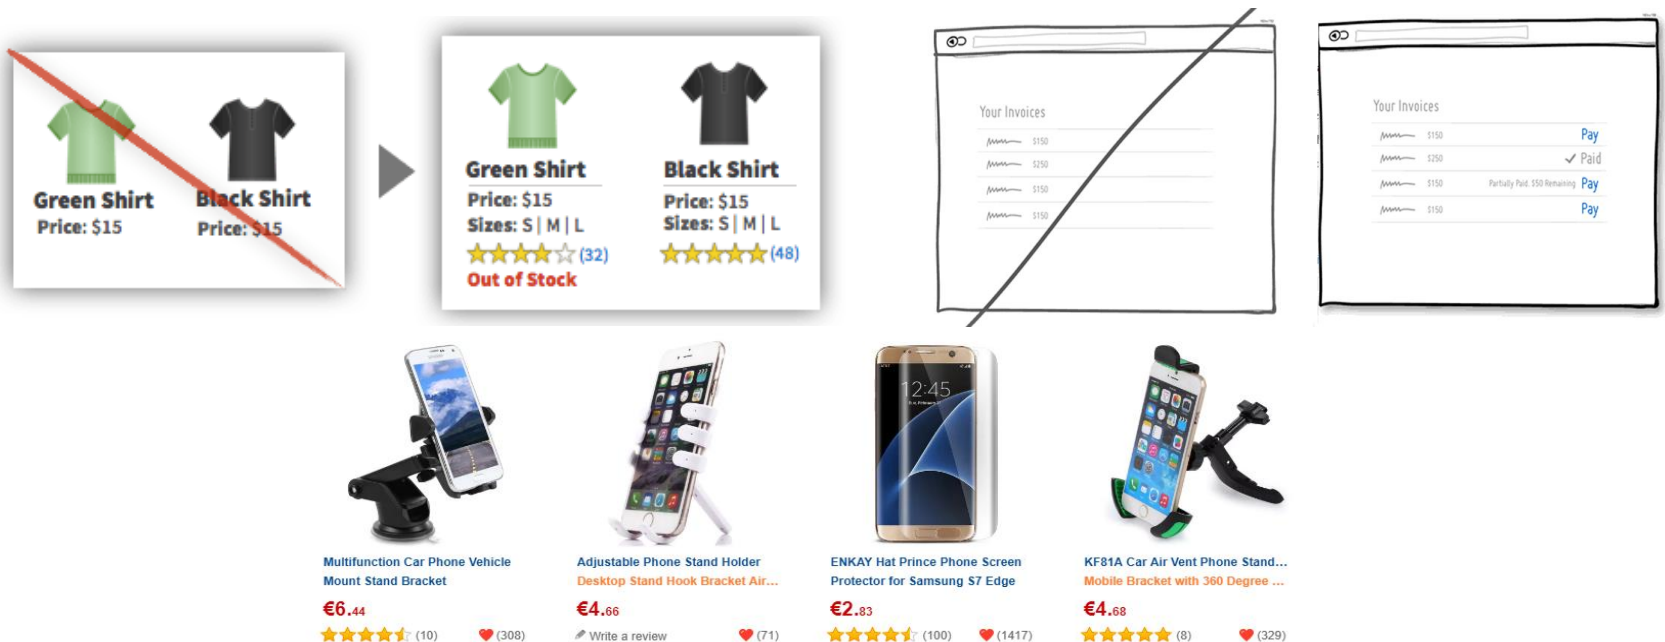 Green Shirt
Price: $15
Black Shirt
Price: $15
Green Shirt
Price: $15
Sizes: S | M | L
(32)
Out of Stock
Black Shirt
Price: $15
Sizes: S | M | L
(48)
Your Invoices
$150
$250
$150
$150
Your Invoices
$150 Pay
$250 ✓ Paid
$150 Partially Paid. $50 Remaining Pay
$150 Pay
12:45
Multifunction Car Phone Vehicle
Mount Stand Bracket
€6.44
(10) (308)
Adjustable Phone Stand Holder
Desktop Stand Hook Bracket Air...
€4.66
Write a review (71)
ENKAY Hat Prince Phone Screen
Protector for Samsung S7 Edge
€2.83
(100) (1417)
KF81A Car Air Vent Phone Stand...
Mobile Bracket with 360 Degree ...
€4.68
(8) (329)